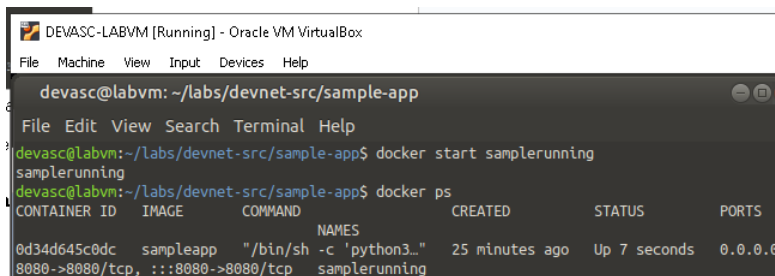 DEVASC-LABVM [Running] - Oracle VM VirtualBox
File Machine View Input Devices Help
devasc@labvm: ~/labs/devnet-src/sample-app
File Edit View Search Terminal Help
devasc@labvm:~/labs/devnet-src/sample-app$ docker start samplerunning
samplerunning
devasc@labvm:~/labs/devnet-src/sample-app$ docker ps
CONTAINER ID IMAGE COMMAND CREATED STATUS PORTS
NAMES
0d34d645c0dc sampleapp "/bin/sh -c 'python3…" 25 minutes ago Up 7 seconds 0.0.0.0
8080->8080/tcp, :::8080->8080/tcp samplerunning